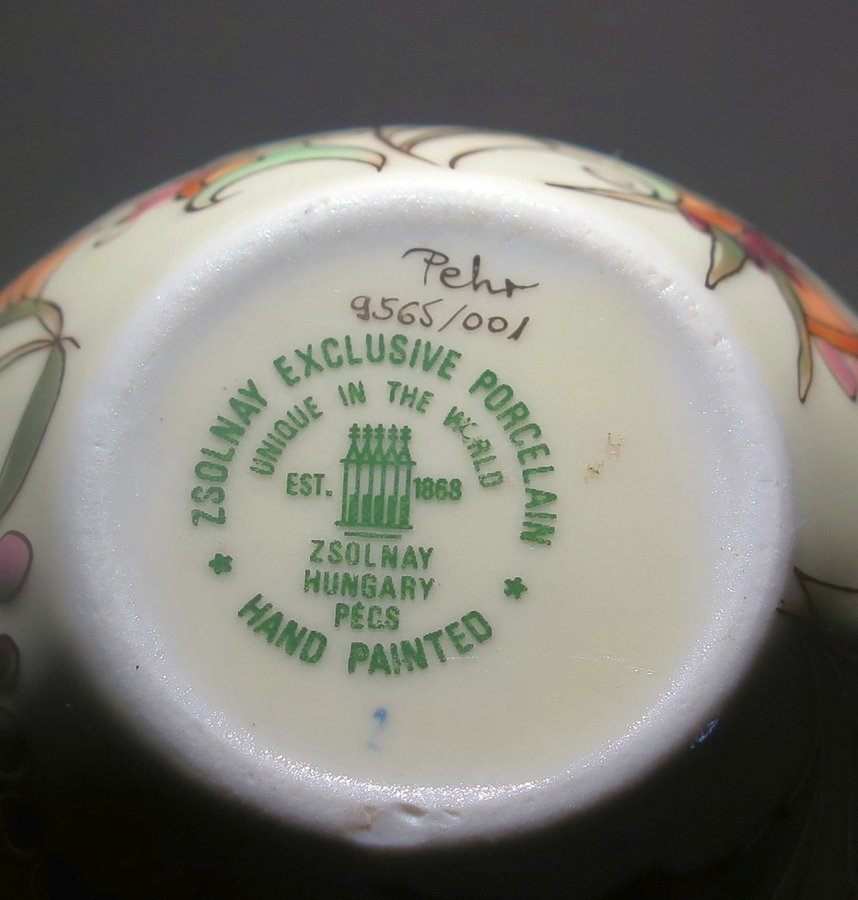 Pehr
9565/001
ZSOLNAY EXCLUSIVE PORCELAIN
UNIQUE IN THE WORLD
EST. 1868
ZSOLNAY
HUNGARY
PÉCS
HAND PAINTED